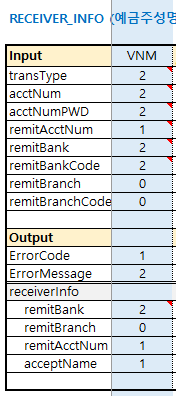 RECEIVER_INFO (예금주성명
Input VNM
transType 2
acctNum 2
acctNumPWD 2
remitAcctNum 1
remitBank 2
remitBankCode 2
remitBranch 0
remitBranchCode 0
Output
ErrorCode 1
ErrorMessage 2
receiverInfo
remitBank 2
remitBranch 0
remitAcctNum 1
acceptName 1